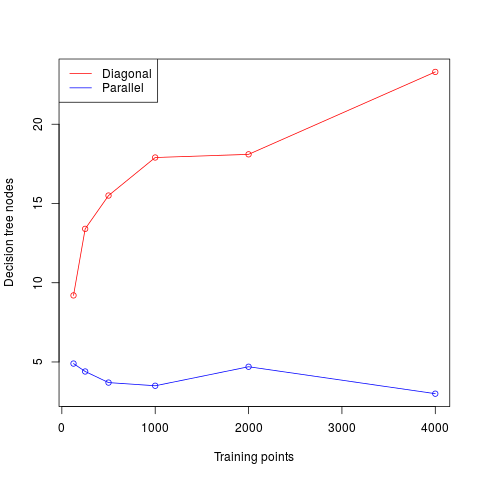 Diagonal
Parallel
Decision tree nodes
20
15
10
5
0 1000 2000 3000 4000
Training points